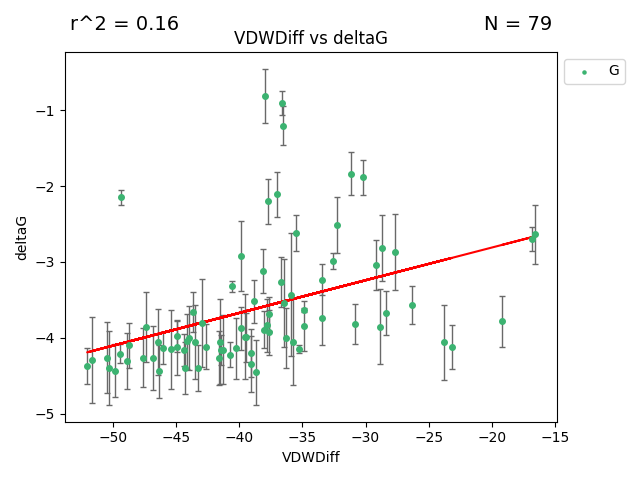 r^2 = 0.16
N = 79
VDWDiff vs deltaG
G
deltaG
−1
−2
−3
−4
−5
−50
−45
−40
−35
−30
−25
−20
−15
VDWDiff